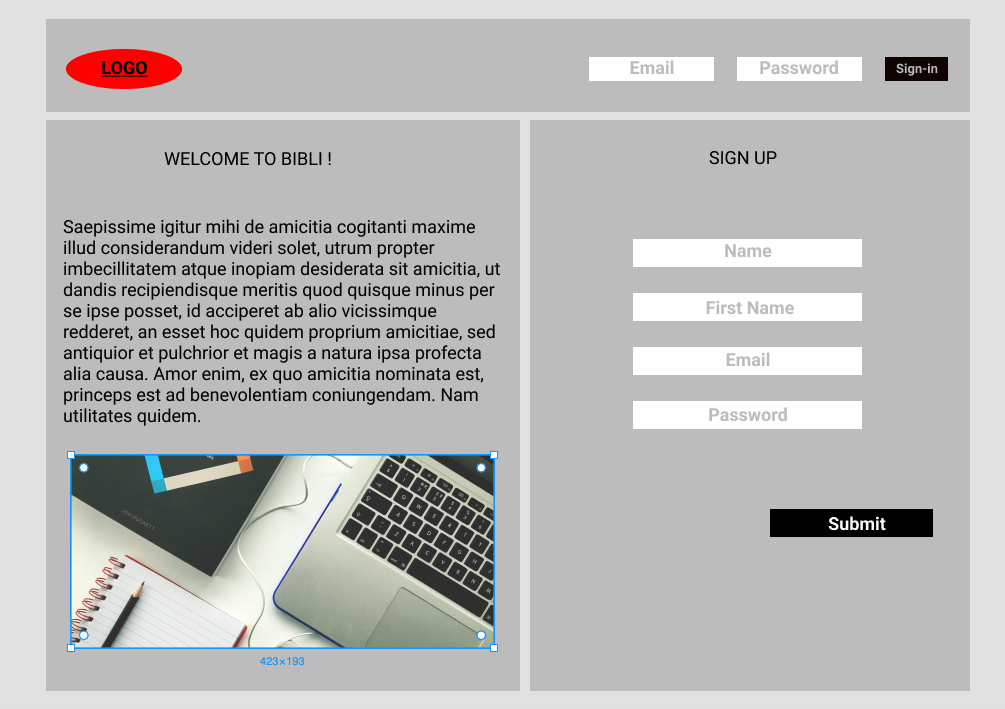 LOGO
Email
Password
Sign-in
WELCOME TO BIBLI !
Saepissime igitur mihi de amicitia cogitanti maxime
illud considerandum videri solet, utrum propter
imbecillitatem atque inopiam desiderata sit amicitia, ut
dandis recipiendisque meritis quod quisque minus per
se ipse posset, id acciperet ab alio vicissimque
redderet, an esset hoc quidem proprium amicitiae, sed
antiquior et pulchrior et magis a natura ipsa profecta
alia causa. Amor enim, ex quo amicitia nominata est,
princeps est ad benevolentiam coniungendam. Nam
utilitates quidem.
JON DUCKETT
423×193
SIGN UP
Name
First Name
Email
Password
Submit